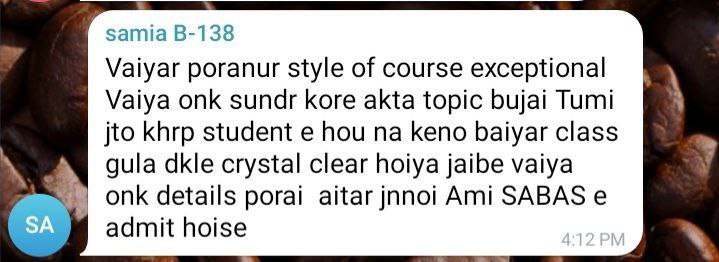 samia B-138
Vaiyar poranur style of course exceptional
Vaiya onk sundr kore akta topic bujai Tumi
jto khrp student e hou na keno baiyar class
gula dkle crystal clear hoiya jaibe vaiya
onk details porai  aitar jnnoi Ami SABAS e
admit hoise
SA
4:12 PM